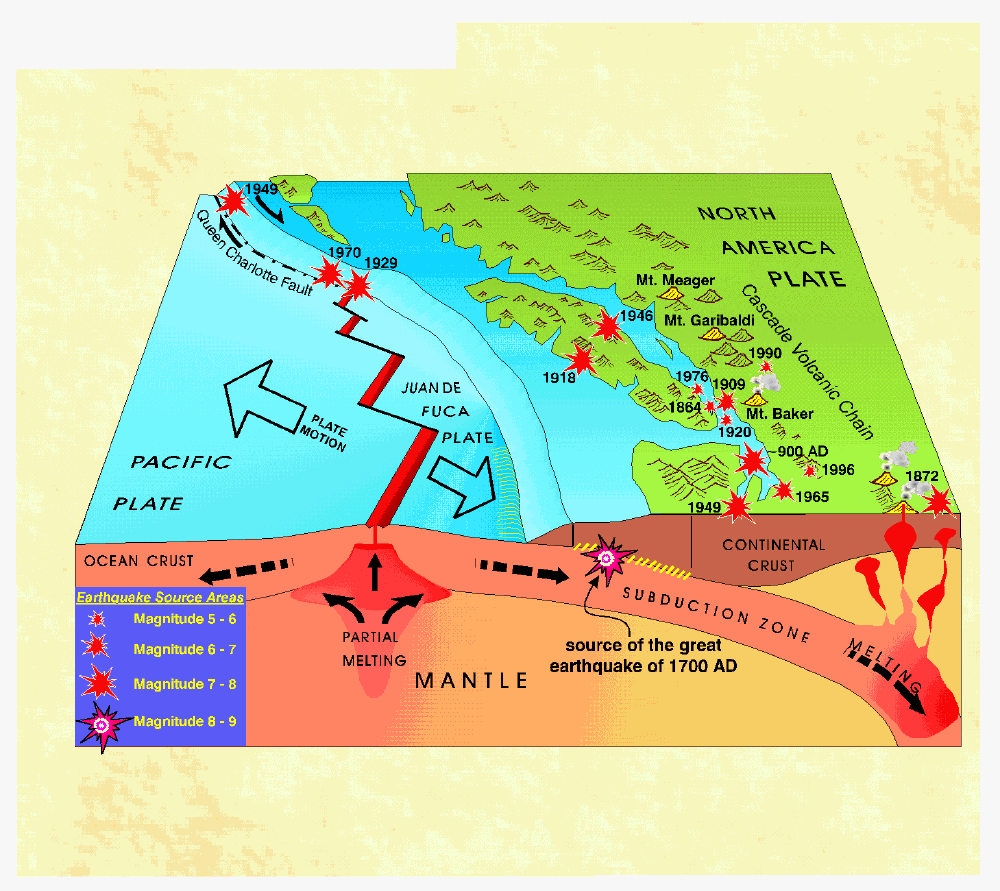 1949
Queen Charlotte Fault
1970
1929
NORTH
AMERICA
PLATE
Mt. Meager
Cascade Volcanic Chain
Mt. Garibaldi
1946
1990
1918
1976
1909
1864
Mt. Baker
1920
JUAN DE
FUCA
PLATE
PLATE
MOTION
PACIFIC
PLATE
~900 AD
1996
1872
1965
1949
OCEAN CRUST
CONTINENTAL
CRUST
SUBDUCTION ZONE
Earthquake Source Areas
Magnitude 5 - 6
Magnitude 6 - 7
Magnitude 7 - 8
Magnitude 8 - 9
PARTIAL
MELTING
MANTLE
source of the great
earthquake of 1700 AD
MELTING